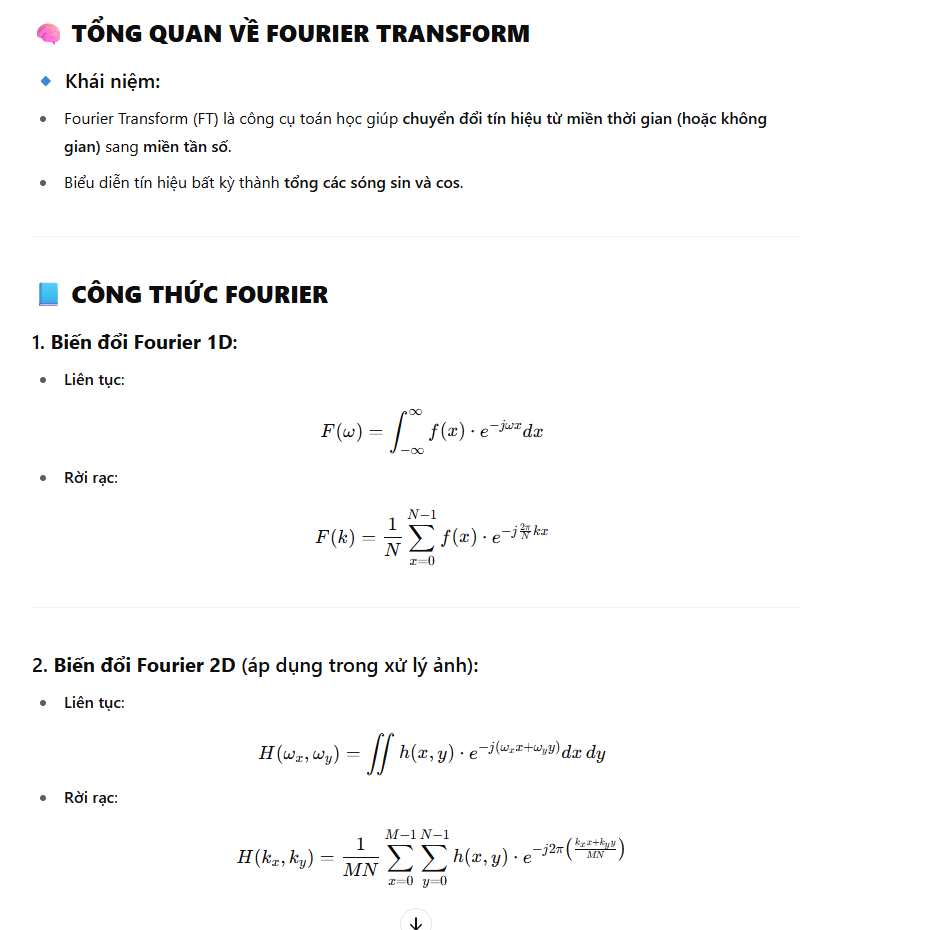 🧠 TỔNG QUAN VỀ FOURIER TRANSFORM
🔹 Khái niệm:
• Fourier Transform (FT) là công cụ toán học giúp chuyển đổi tín hiệu từ miền thời gian (hoặc không
gian) sang miền tần số.
• Biểu diễn tín hiệu bất kỳ thành tổng các sóng sin và cos.
📘 CÔNG THỨC FOURIER
1. Biến đổi Fourier 1D:
• Liên tục:
F(ω) = ∫_{−∞}^{∞} f(x) · e^{−jωx} dx
• Rời rạc:
F(k) = \frac{1}{N} ∑_{x=0}^{N−1} f(x) · e^{−j\frac{2π}{N}kx}
2. Biến đổi Fourier 2D (áp dụng trong xử lý ảnh):
• Liên tục:
H(ω_x, ω_y) = ∬ h(x, y) · e^{−j(ω_x x+ω_y y)} dx dy
• Rời rạc:
H(k_x, k_y) = \frac{1}{MN} ∑_{x=0}^{M−1} ∑_{y=0}^{N−1} h(x, y) · e^{−j2π(\frac{k_x x+k_y y}{MN})}